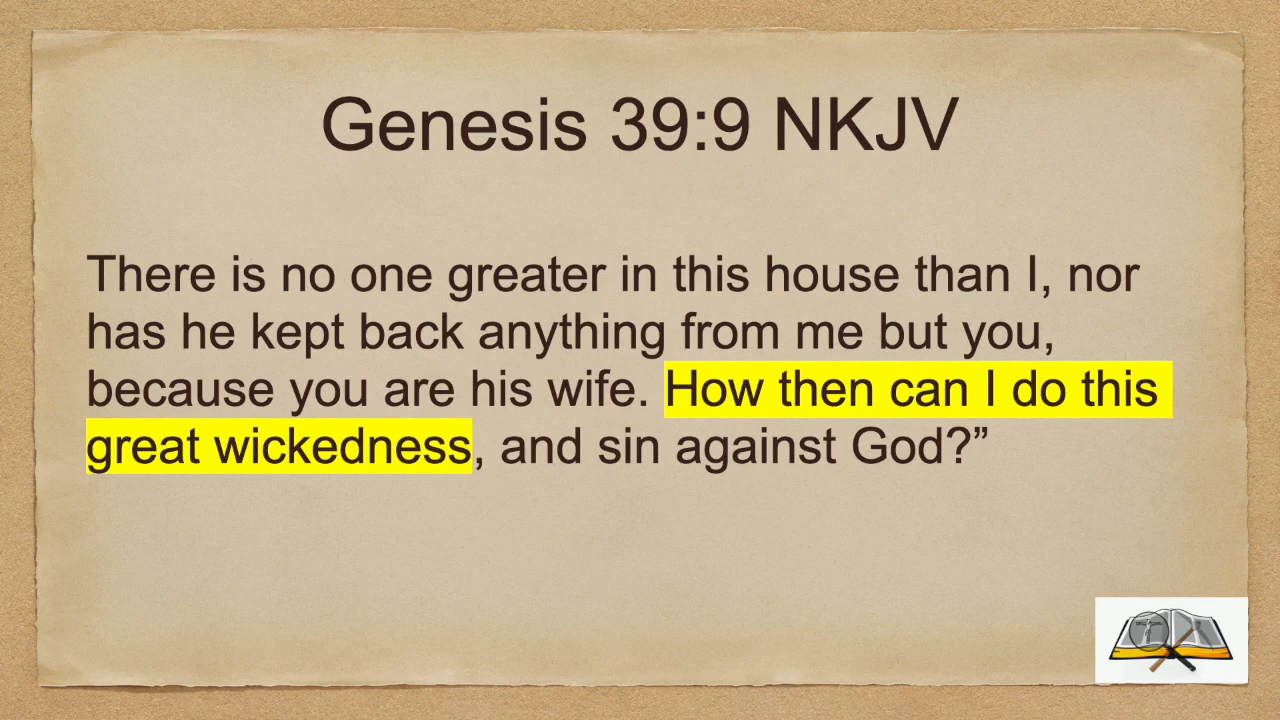 Genesis 39:9 NKJV
There is no one greater in this house than I, nor
has he kept back anything from me but you,
because you are his wife. How then can I do this
great wickedness, and sin against God?”